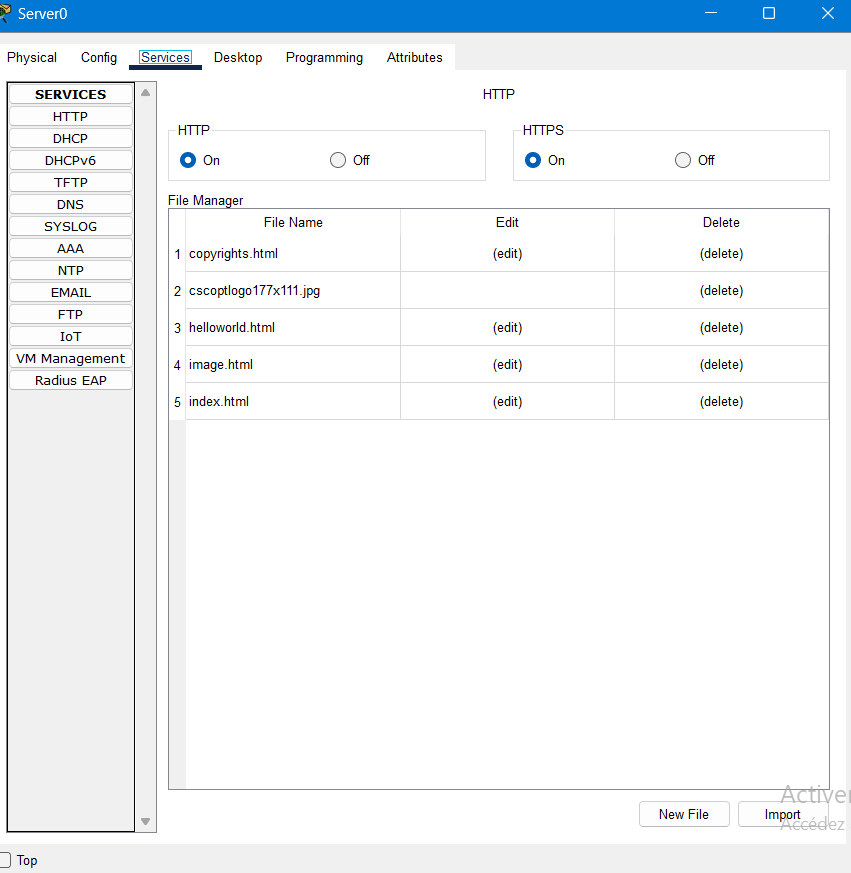 Server0
Physical Config Services Desktop Programming Attributes
SERVICES
HTTP
DHCP
DHCPv6
TFTP
DNS
SYSLOG
AAA
NTP
EMAIL
FTP
IoT
VM Management
Radius EAP
HTTP
HTTP
On Off
HTTPS
On Off
File Manager
File Name Edit Delete
1 copyrights.html (edit) (delete)
2 cscoptlogo177x111.jpg (delete)
3 helloworld.html (edit) (delete)
4 image.html (edit) (delete)
5 index.html (edit) (delete)
New File Import
Activer
Accédez
Top